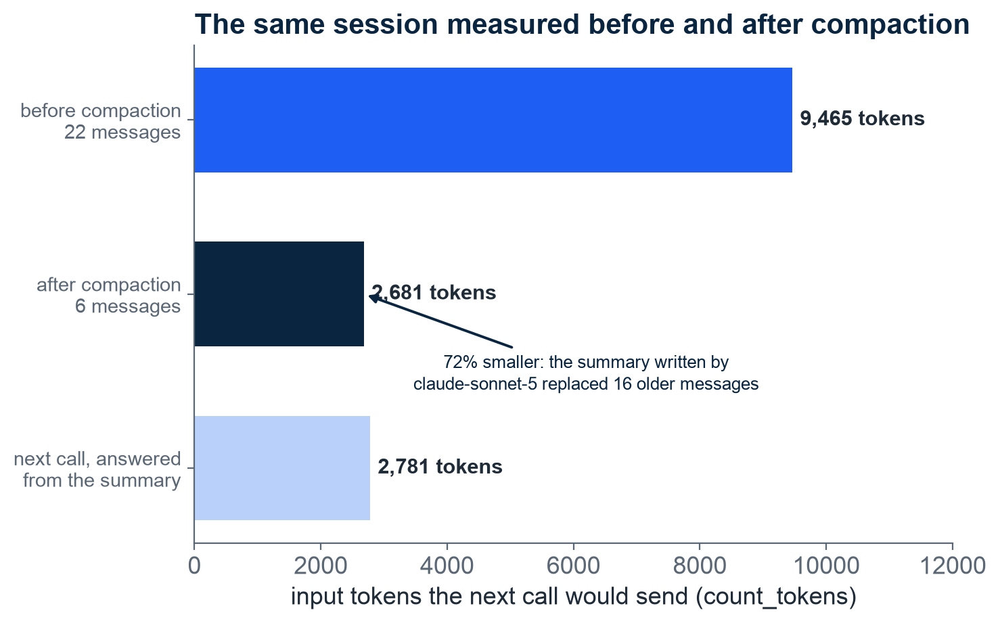 The same session measured before and after compaction
before compaction
22 messages
9,465 tokens
after compaction
6 messages
2,681 tokens
72% smaller: the summary written by
claude-sonnet-5 replaced 16 older messages
next call, answered
from the summary
2,781 tokens
0 2000 4000 6000 8000 10000 12000
input tokens the next call would send (count_tokens)